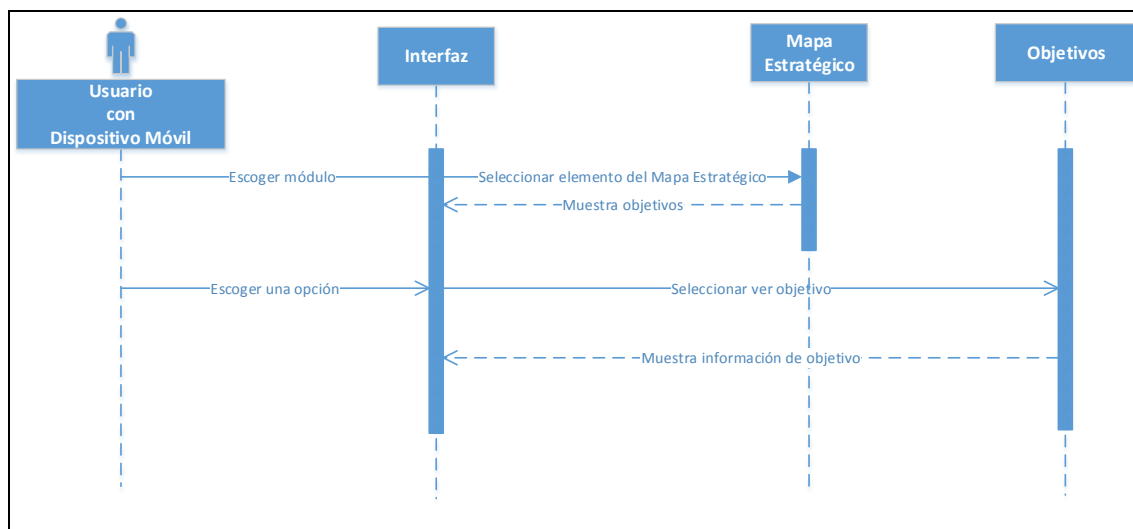 Usuario
con
Dispositivo Móvil
Interfaz
Mapa
Estratégico
Objetivos
Escoger módulo
Seleccionar elemento del Mapa Estratégico
Muestra objetivos
Escoger una opción
Seleccionar ver objetivo
Muestra información de objetivo